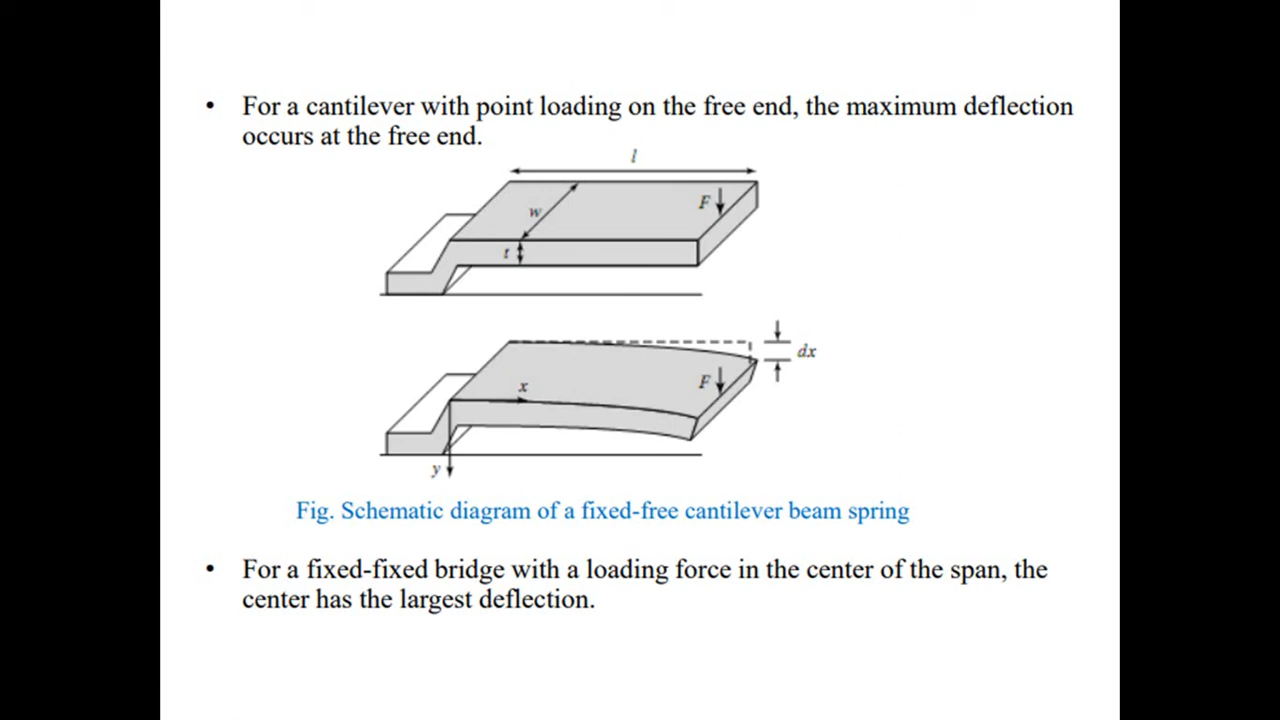 • For a cantilever with point loading on the free end, the maximum deflection
occurs at the free end.
l
w
F
t
dx
F
x
y
Fig. Schematic diagram of a fixed-free cantilever beam spring
• For a fixed-fixed bridge with a loading force in the center of the span, the
center has the largest deflection.